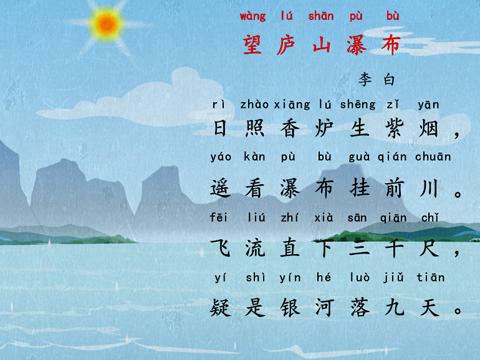 wàng lú shān pù bù
望庐山瀑布
李白
rì zhào xiāng lú shēng zǐ yān
日照香炉生紫烟，
yáo kàn pù bù guà qián chuān
遥看瀑布挂前川。
fēi liú zhí xià sān qiān chǐ
飞流直下三千尺，
yí shì yín hé luò jiǔ tiān
疑是银河落九天。